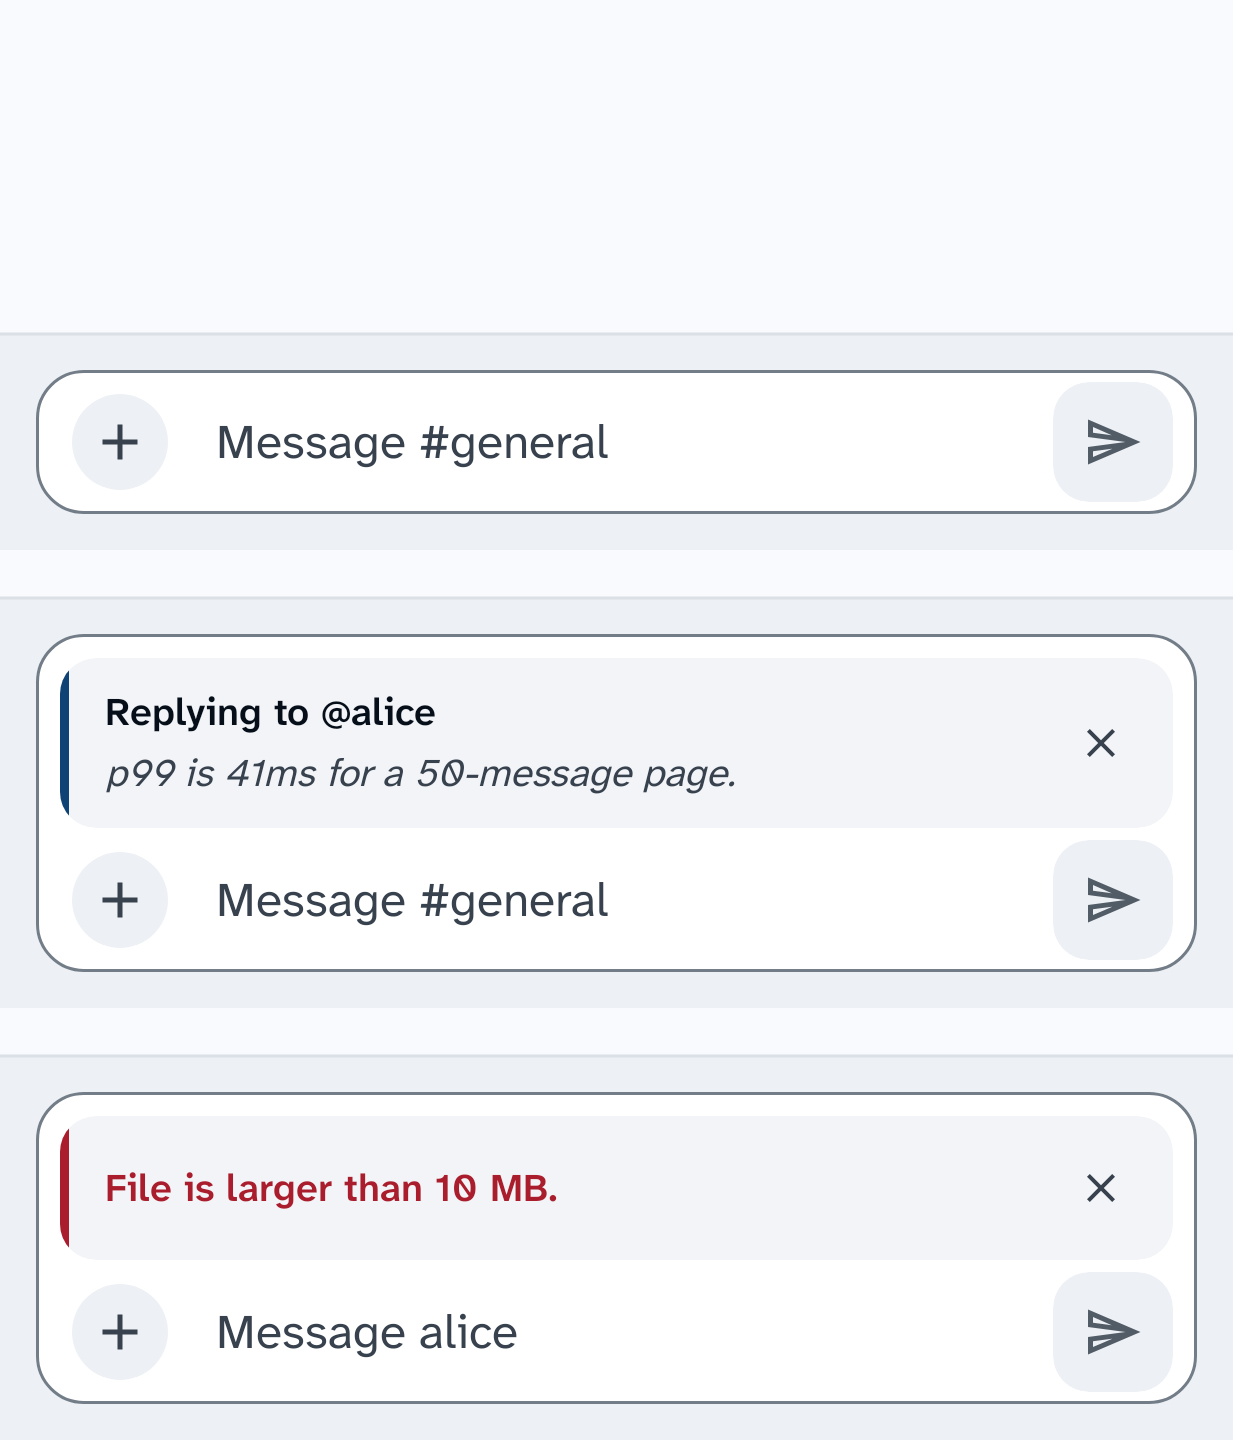 Message #general
Replying to @alice
p99 is 41ms for a 50-message page.
Message #general
File is larger than 10 MB.
Message alice